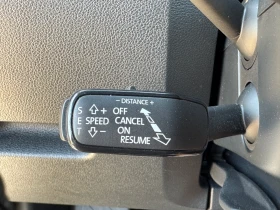 - DISTANCE +
S + OFF
E SPEED CANCEL
T - ON
RESUME